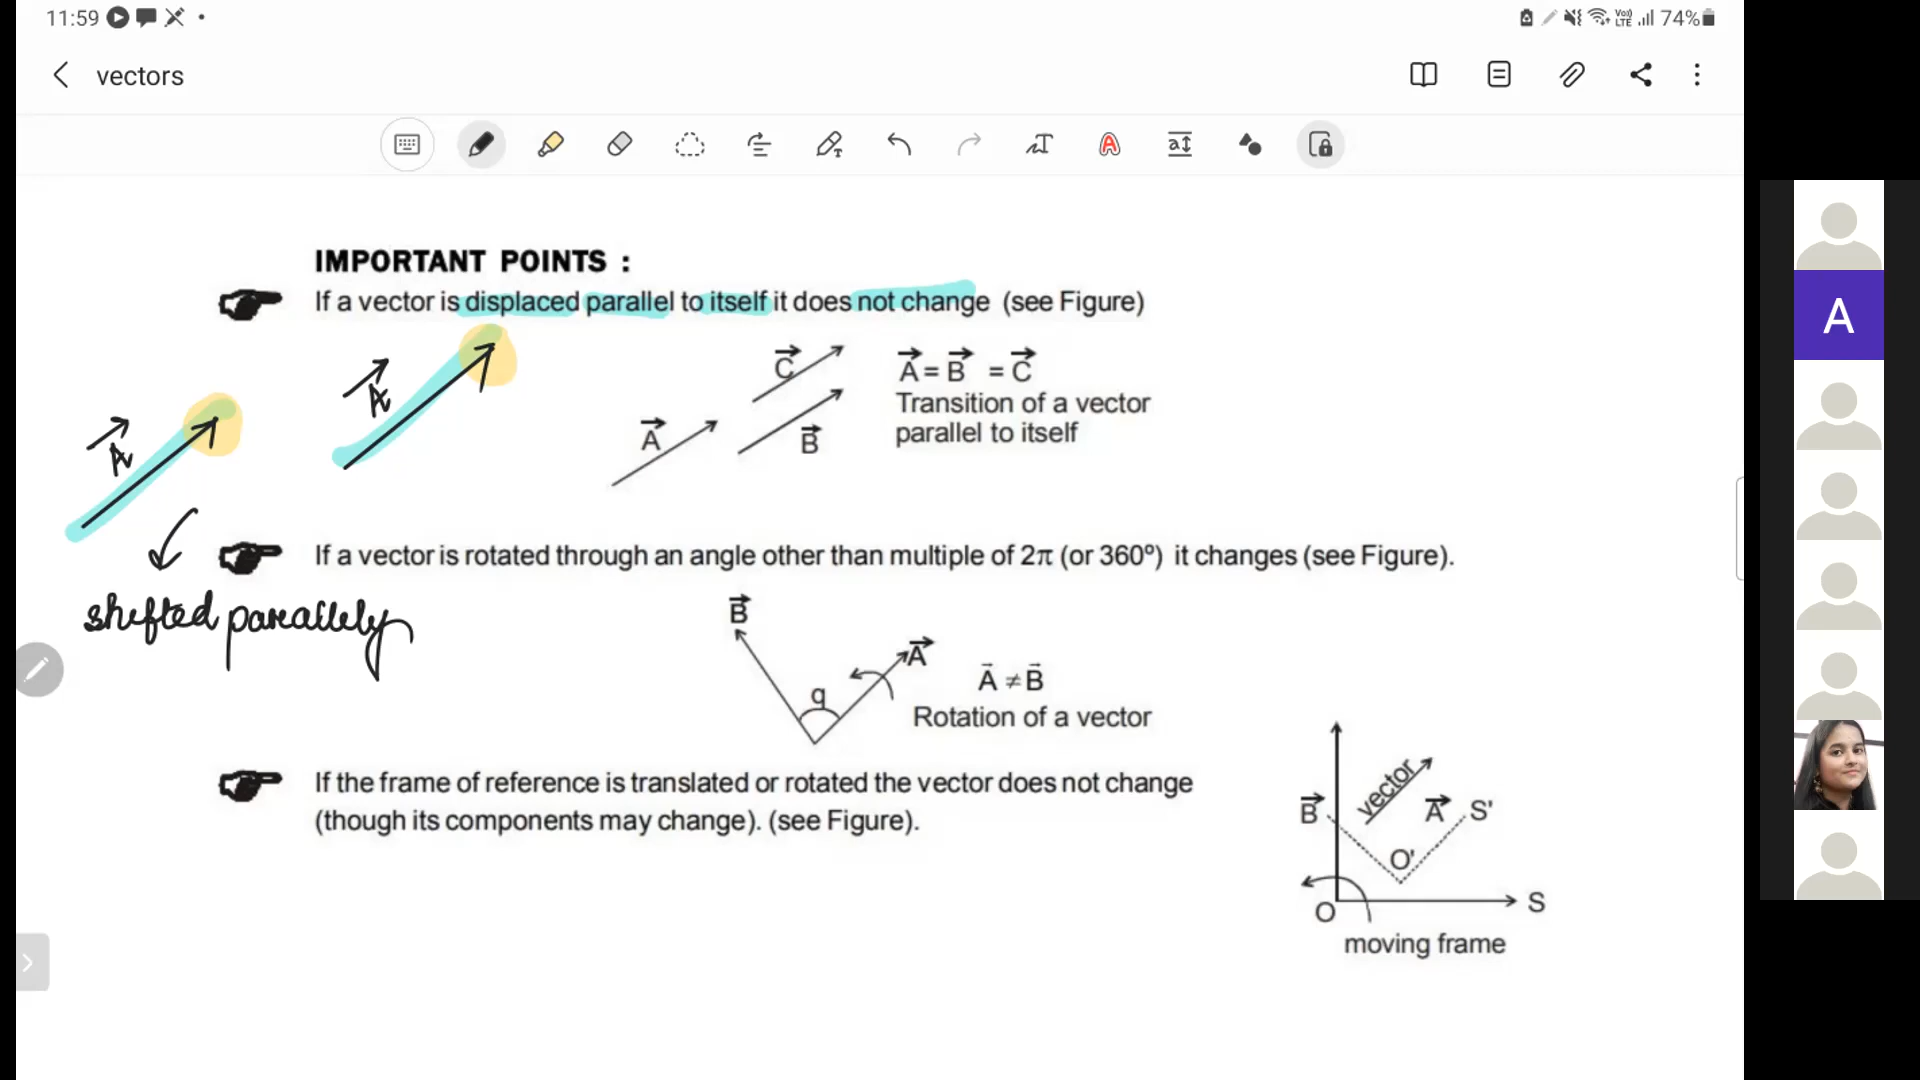 11:59
Vo)) LTE 74%
vectors
IMPORTANT POINTS :
If a vector is displaced parallel to itself it does not change (see Figure)
A
A
C
A
B
A = B = C
Transition of a vector
parallel to itself
If a vector is rotated through an angle other than multiple of 2π (or 360º) it changes (see Figure).
shifted parallely
B
A
q
A ≠ B
Rotation of a vector
If the frame of reference is translated or rotated the vector does not change
(though its components may change). (see Figure).
vector
B
A
S'
O'
O
S
moving frame
A